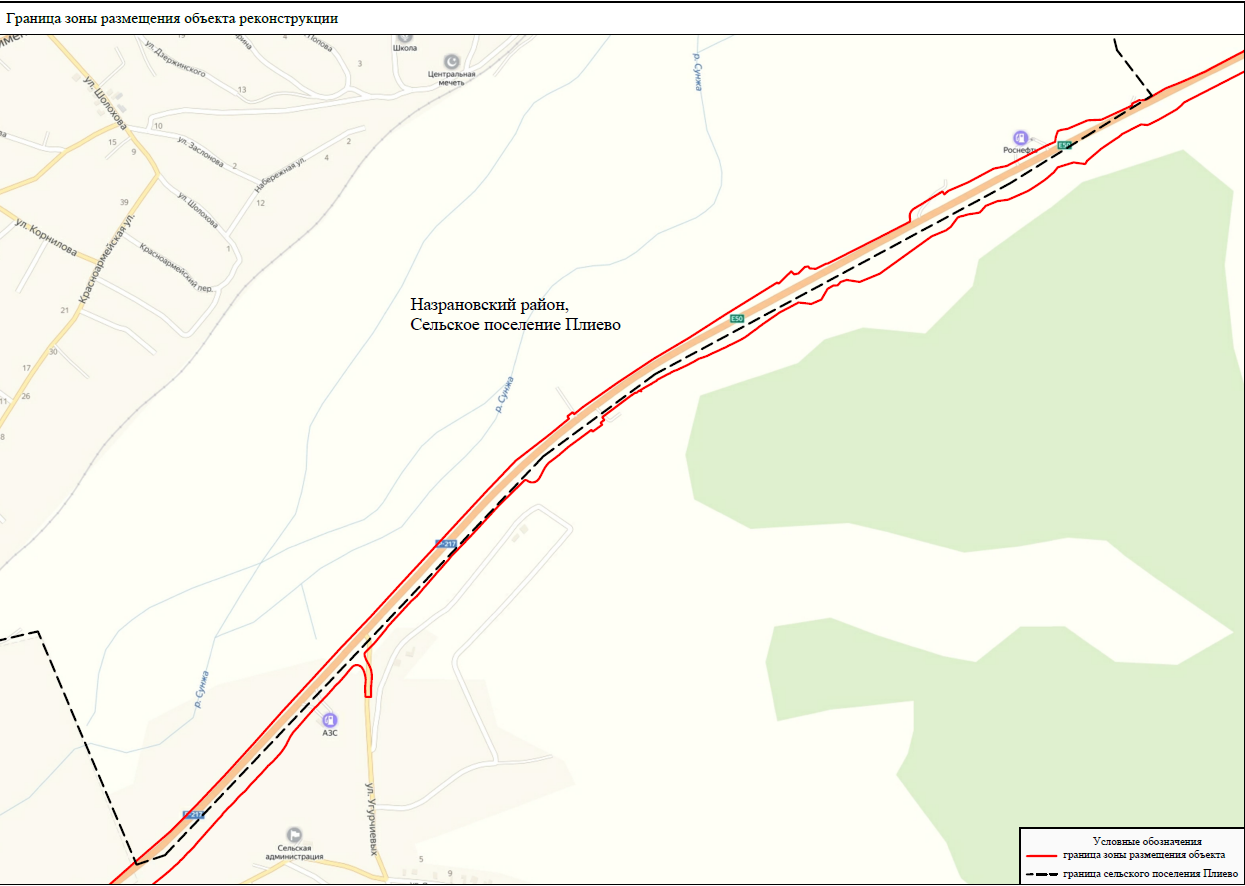 Граница зоны размещения объекта реконструкции
ул. Дзержинского
Попова
Школа
Центральная
мечеть
3
13
ул. Шолохова
10
15
9
ул. Заслонова
2
2
4
Набережная ул.
12
39
ул. Шолохова
1
ул. Корнилова
Красноармейская ул.
Красноармейский пер.
21
30
17
26
11
8
р. Сунжа
Роснефть
E50
Назрановский район,
Сельское поселение Плиево
E50
р. Сунжа
Р-217
р. Сунжа
АЗС
ул. Угурчиевых
Сельская
администрация
5
9
Условные обозначения
граница зоны размещения объекта
граница сельского поселения Плиево